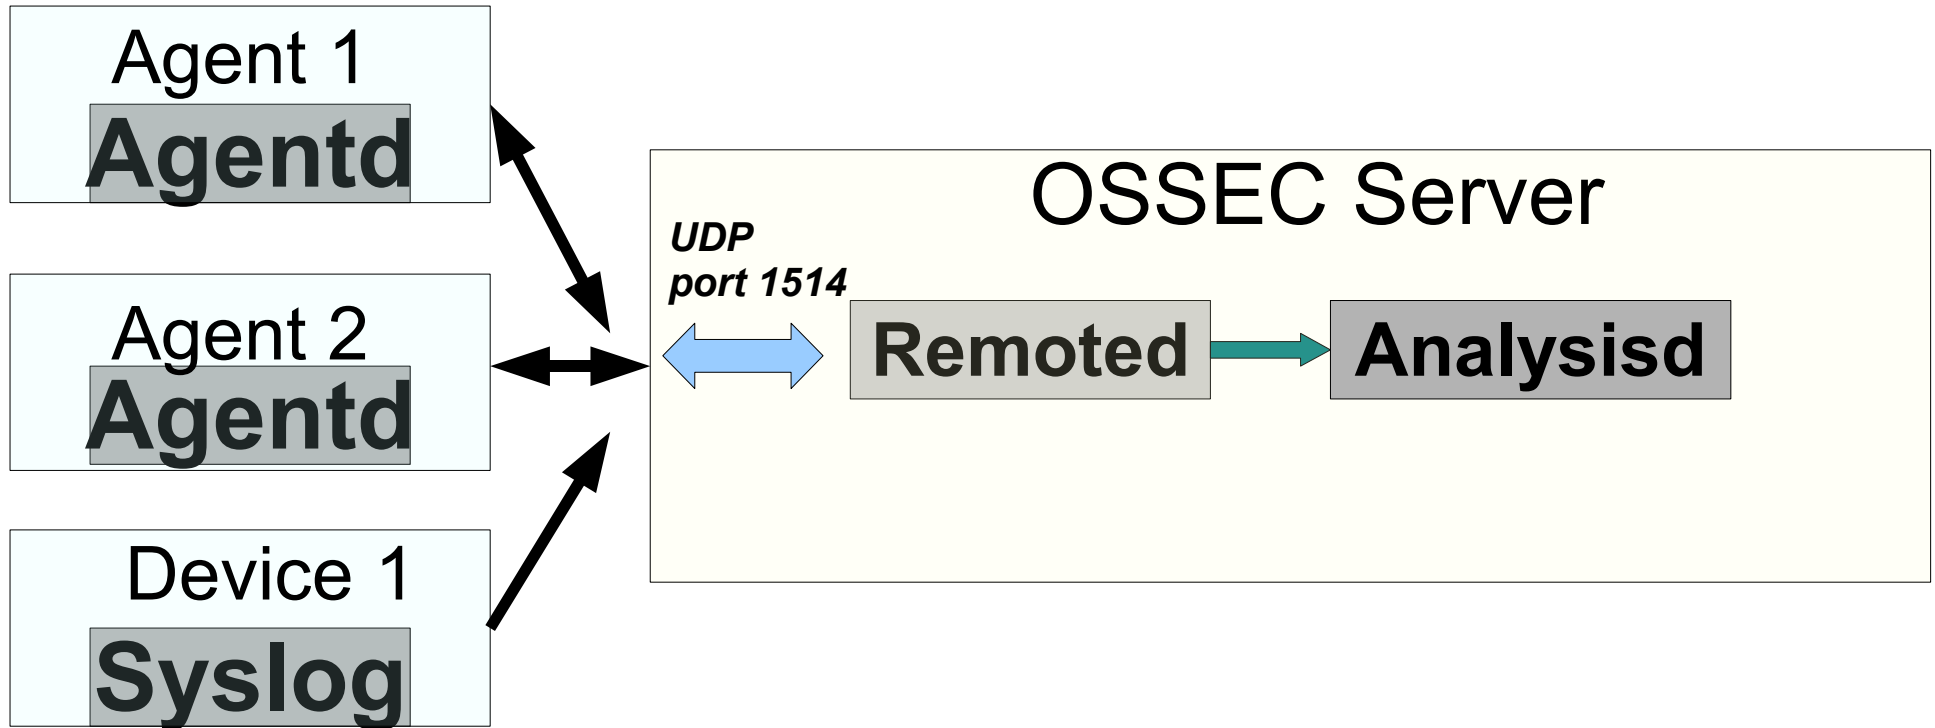 Agent 1
Agentd
Agent 2
Agentd
Device 1
Syslog
OSSEC Server
UDP
port 1514
Remoted
Analysisd